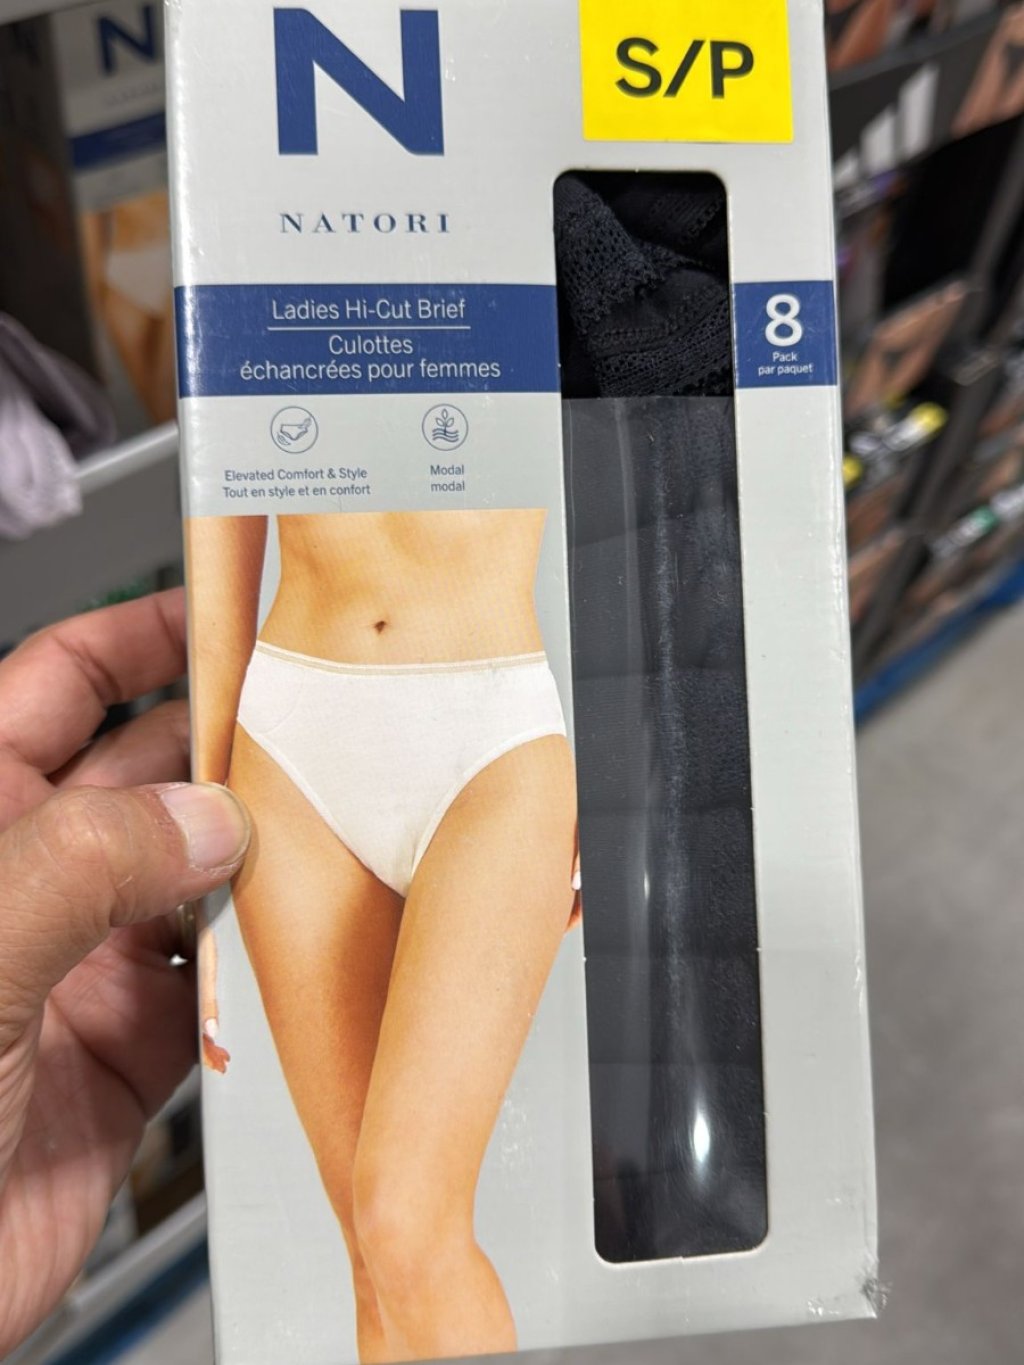 N
S/P
NATORI
Ladies Hi-Cut Brief
Culottes
échancrées pour femmes
8
Pack
par paquet
Elevated Comfort & Style
Tout en style et en confort
Modal
modal
N